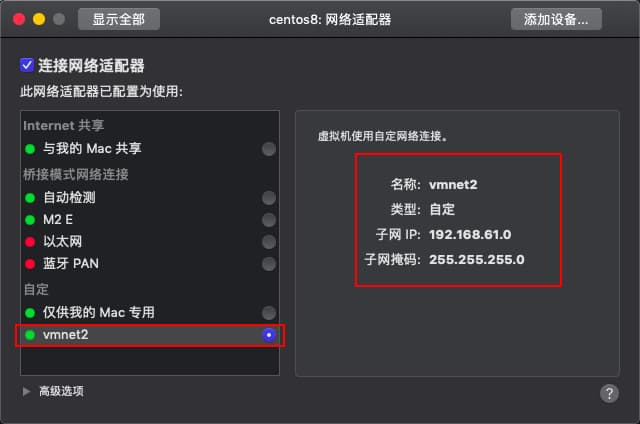 显示全部
centos8: 网络适配器
添加设备...
连接网络适配器
此网络适配器已配置为使用:
Internet 共享
与我的 Mac 共享
桥接模式网络连接
自动检测
M2 E
以太网
蓝牙 PAN
自定
仅供我的 Mac 专用
vmnet2
高级选项
虚拟机使用自定网络连接。
名称: vmnet2
类型: 自定
子网 IP: 192.168.61.0
子网掩码: 255.255.255.0
?